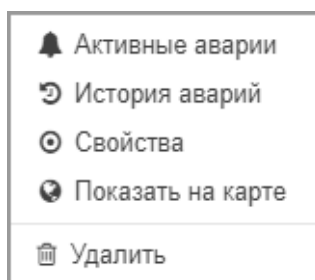 Активные аварии
История аварий
Свойства
Показать на карте
Удалить